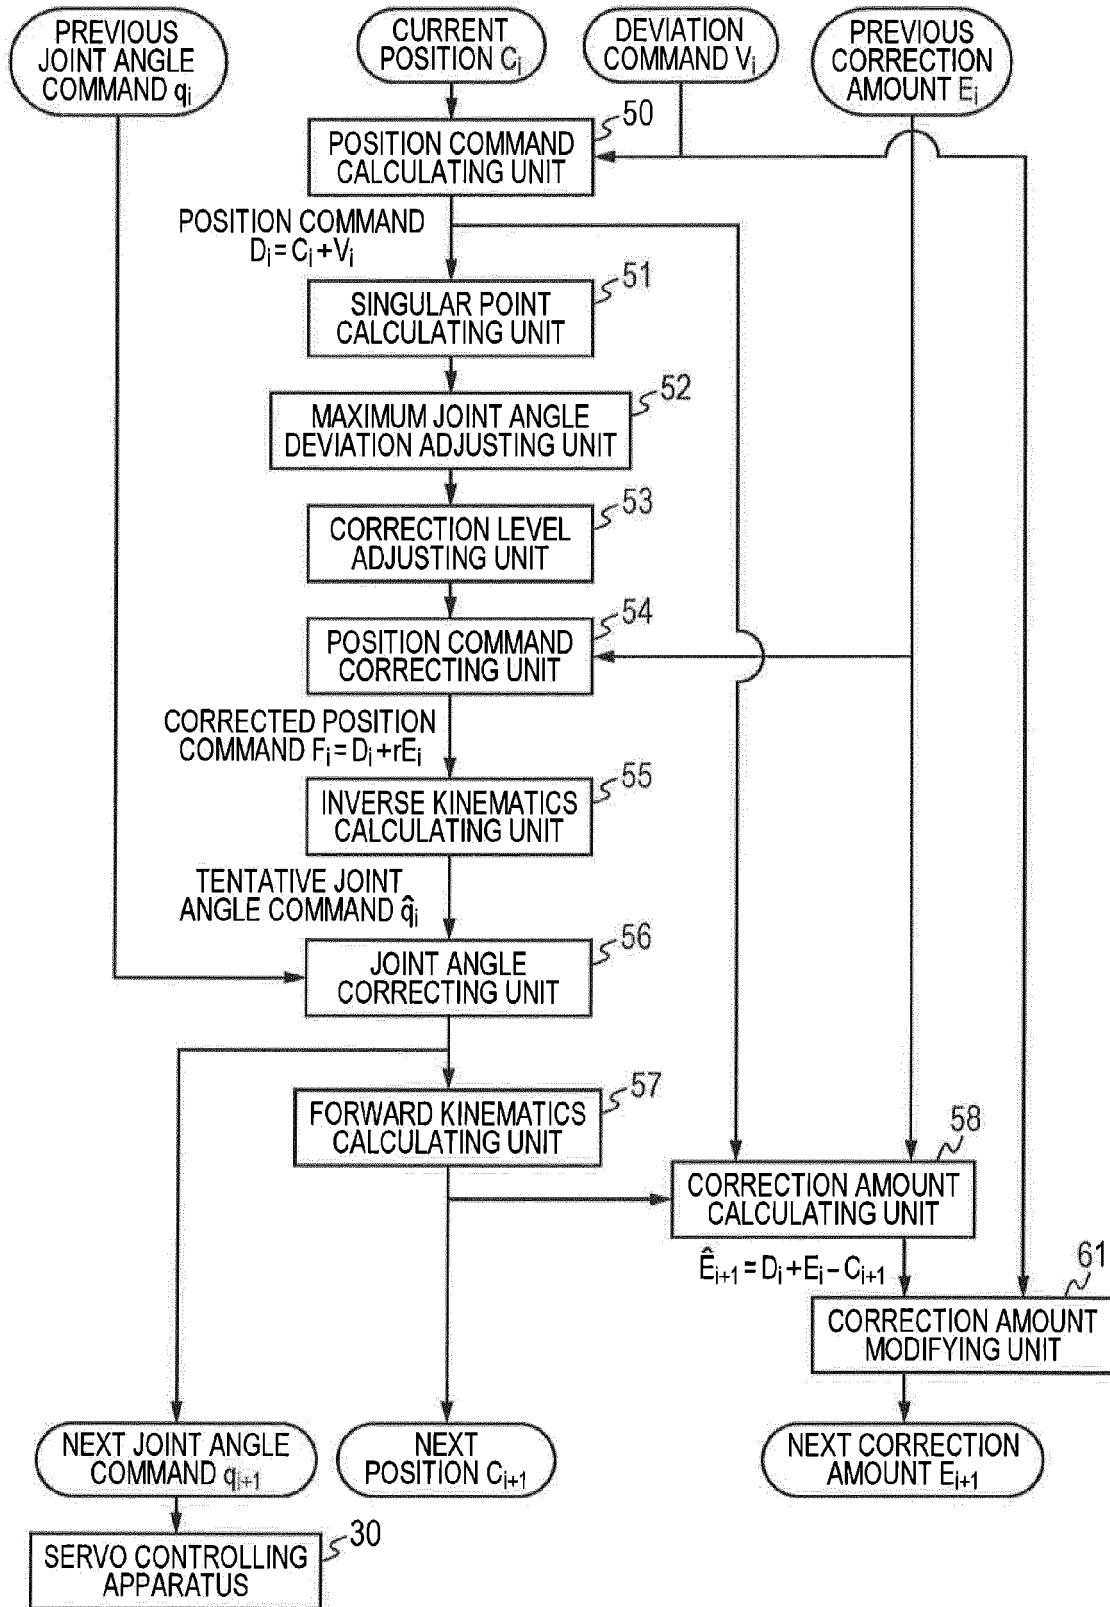 PREVIOUS
JOINT ANGLE
COMMAND qi
CURRENT
POSITION Ci
DEVIATION
COMMAND Vi
PREVIOUS
CORRECTION
AMOUNT Ei
50
POSITION COMMAND
CALCULATING UNIT
POSITION COMMAND
Di = Ci + Vi
51
SINGULAR POINT
CALCULATING UNIT
52
MAXIMUM JOINT ANGLE
DEVIATION ADJUSTING UNIT
53
CORRECTION LEVEL
ADJUSTING UNIT
54
POSITION COMMAND
CORRECTING UNIT
CORRECTED POSITION
COMMAND Fi = Di + rEi
55
INVERSE KINEMATICS
CALCULATING UNIT
TENTATIVE JOINT
ANGLE COMMAND q̂i
56
JOINT ANGLE
CORRECTING UNIT
57
FORWARD KINEMATICS
CALCULATING UNIT
58
CORRECTION AMOUNT
CALCULATING UNIT
Êi+1 = Di + Ei − Ci+1
61
CORRECTION AMOUNT
MODIFYING UNIT
NEXT JOINT ANGLE
COMMAND qi+1
NEXT
POSITION Ci+1
NEXT CORRECTION
AMOUNT Ei+1
30
SERVO CONTROLLING
APPARATUS